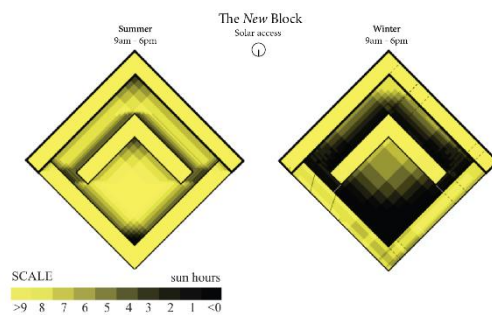 The New Block
Solar access
Summer
9am - 6pm
Winter
9am - 6pm
SCALE
sun hours
>9 8 7 6 5 4 3 2 1 <0